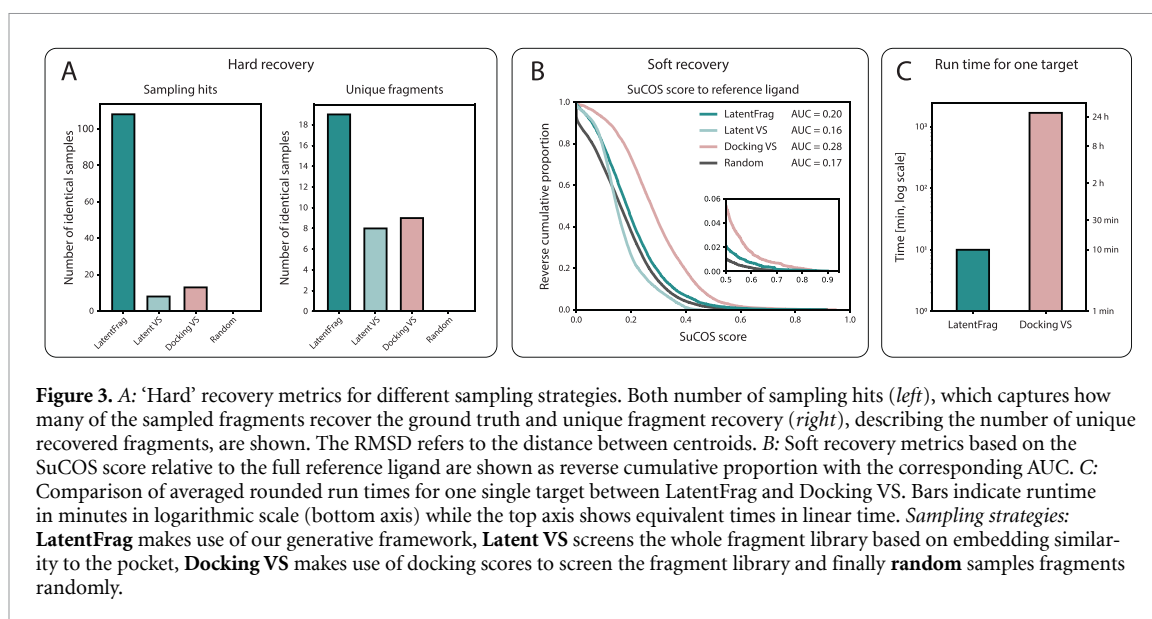 A
Hard recovery
Sampling hits
Number of identical samples
100
80
60
40
20
0
LatentFrag
Latent VS
Docking VS
Random
Unique fragments
Number of identical samples
18
16
14
12
10
8
6
4
2
0
LatentFrag
Latent VS
Docking VS
Random
B
Soft recovery
SuCOS score to reference ligand
Reverse cumulative proportion
1.0
0.8
0.6
0.4
0.2
0.0
LatentFrag AUC = 0.20
Latent VS AUC = 0.16
Docking VS AUC = 0.28
Random AUC = 0.17
0.06
0.04
0.02
0.00
0.5 0.6 0.7 0.8 0.9
0.0 0.2 0.4 0.6 0.8 1.0
SuCOS score
C
Run time for one target
Time [min, log scale]
10³
10²
10¹
10⁰
24 h
8 h
2 h
30 min
10 min
1 min
LatentFrag Docking VS
Figure 3. A: ‘Hard’ recovery metrics for different sampling strategies. Both number of sampling hits (left), which captures how
many of the sampled fragments recover the ground truth and unique fragment recovery (right), describing the number of unique
recovered fragments, are shown. The RMSD refers to the distance between centroids. B: Soft recovery metrics based on the
SuCOS score relative to the full reference ligand are shown as reverse cumulative proportion with the corresponding AUC. C:
Comparison of averaged rounded run times for one single target between LatentFrag and Docking VS. Bars indicate runtime
in minutes in logarithmic scale (bottom axis) while the top axis shows equivalent times in linear time. Sampling strategies:
LatentFrag makes use of our generative framework, Latent VS screens the whole fragment library based on embedding similar-
ity to the pocket, Docking VS makes use of docking scores to screen the fragment library and finally random samples fragments
randomly.